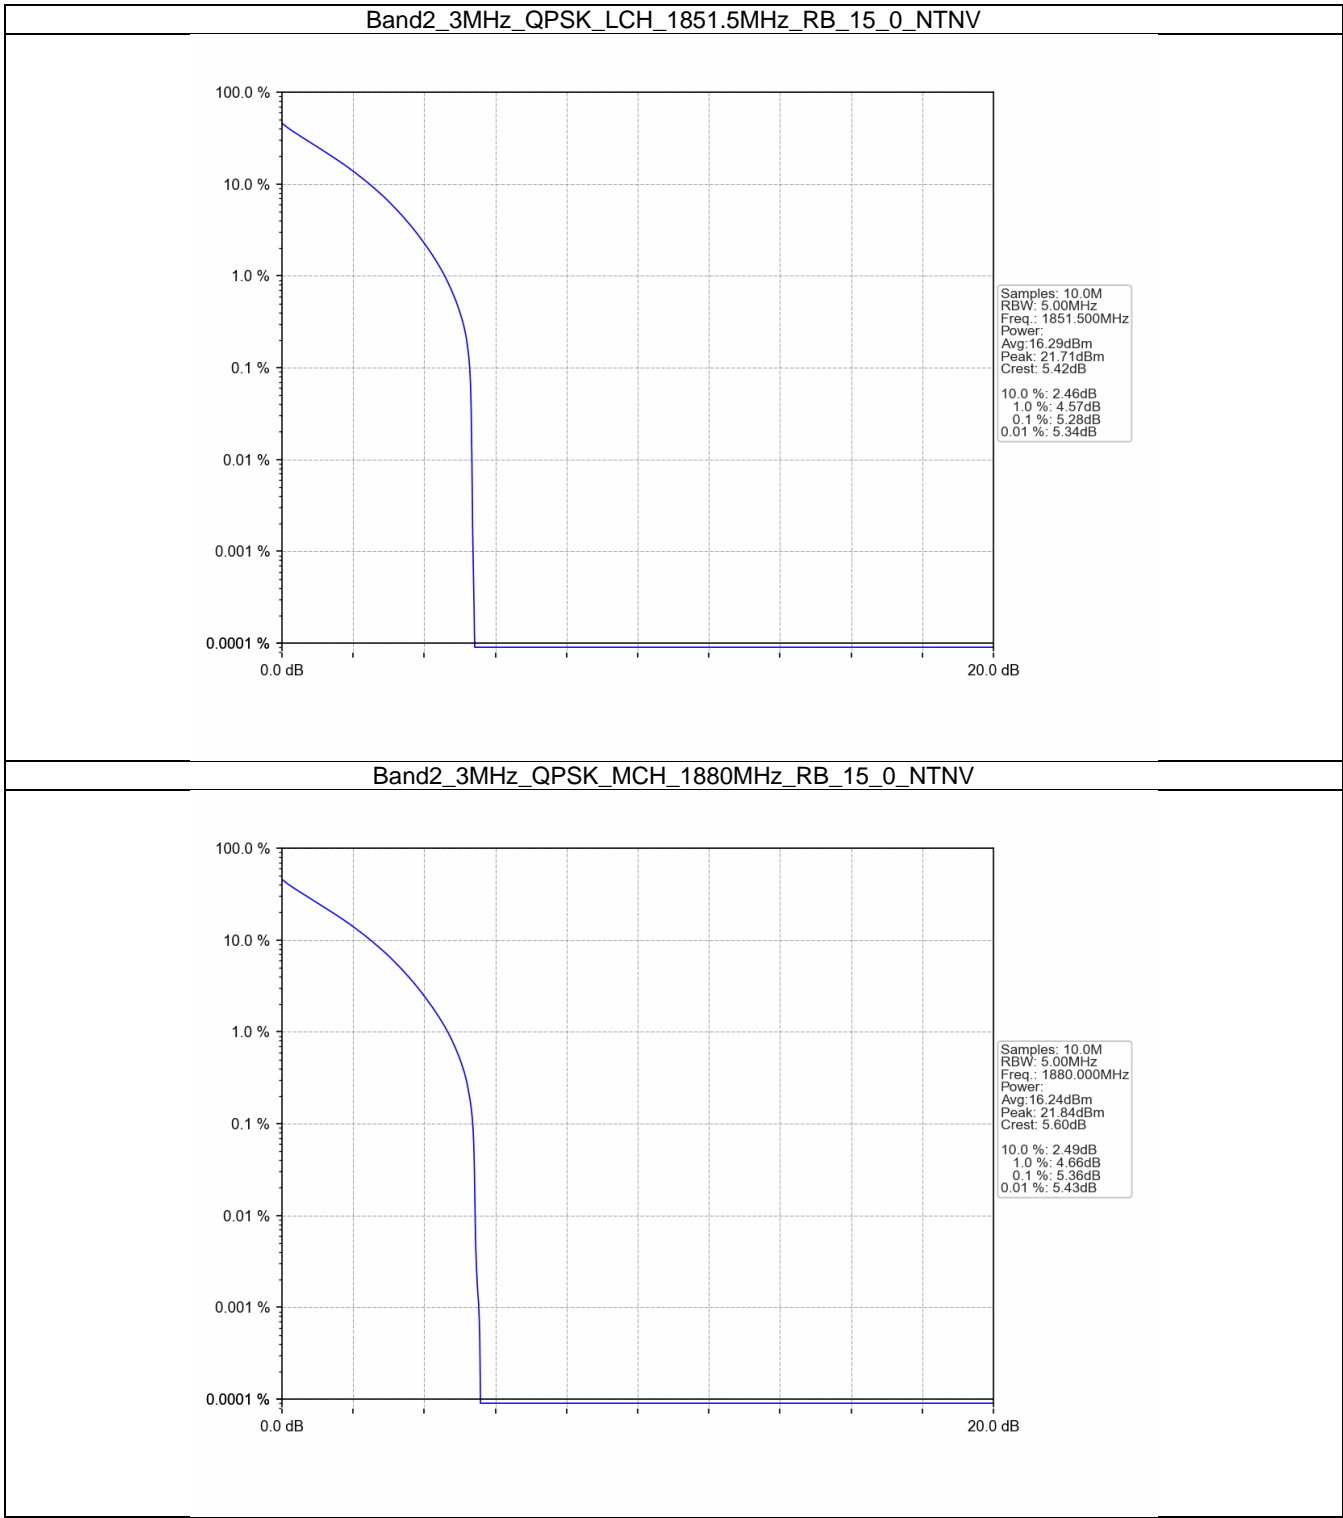 Band2_3MHz_QPSK_LCH_1851.5MHz_RB_15_0_NTNV
100.0 %
10.0 %
1.0 %
0.1 %
0.01 %
0.001 %
0.0001 %
0.0 dB
20.0 dB
Samples: 10.0M
RBW: 5.00MHz
Freq.: 1851.500MHz
Power:
Avg:16.29dBm
Peak: 21.71dBm
Crest: 5.42dB
10.0 %: 2.46dB
1.0 %: 4.57dB
0.1 %: 5.28dB
0.01 %: 5.34dB
Band2_3MHz_QPSK_MCH_1880MHz_RB_15_0_NTNV
100.0 %
10.0 %
1.0 %
0.1 %
0.01 %
0.001 %
0.0001 %
0.0 dB
20.0 dB
Samples: 10.0M
RBW: 5.00MHz
Freq.: 1880.000MHz
Power:
Avg:16.24dBm
Peak: 21.84dBm
Crest: 5.60dB
10.0 %: 2.49dB
1.0 %: 4.66dB
0.1 %: 5.36dB
0.01 %: 5.43dB